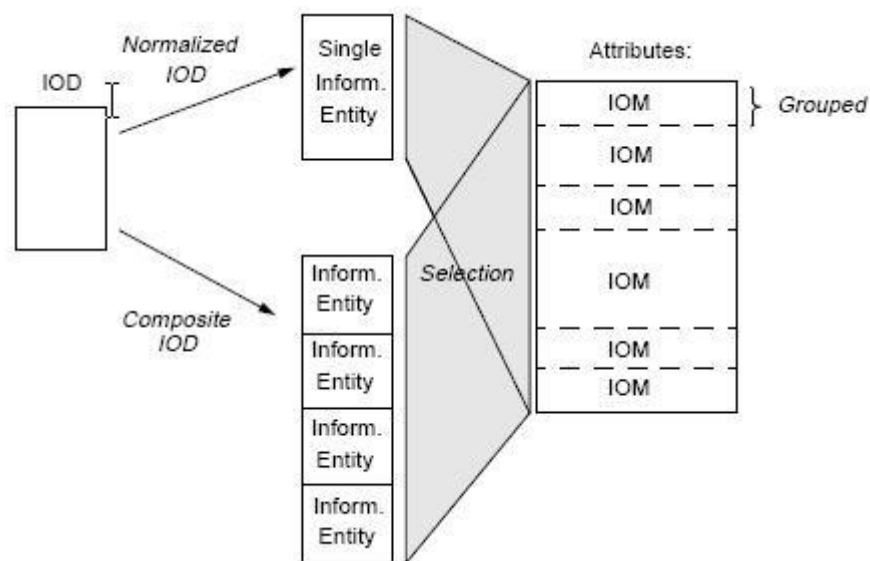 Normalized
IOD
IOD
Single
Inform.
Entity
Attributes:
IOM
Grouped
IOM
IOM
IOM
IOM
IOM
Selection
Composite
IOD
Inform.
Entity
Inform.
Entity
Inform.
Entity
Inform.
Entity